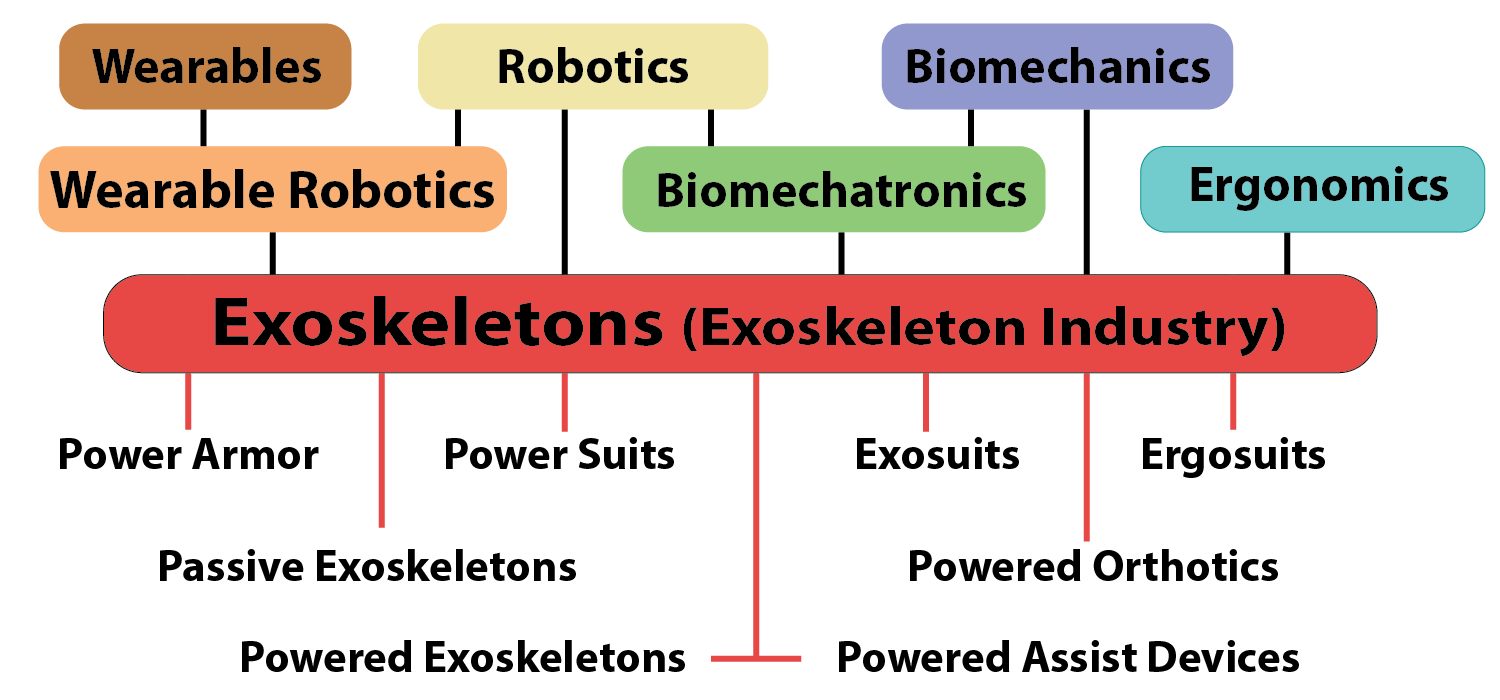 Wearables
Robotics
Biomechanics
Wearable Robotics
Biomechatronics
Ergonomics
Exoskeletons (Exoskeleton Industry)
Power Armor
Power Suits
Exosuits
Ergosuits
Passive Exoskeletons
Powered Orthotics
Powered Exoskeletons
Powered Assist Devices